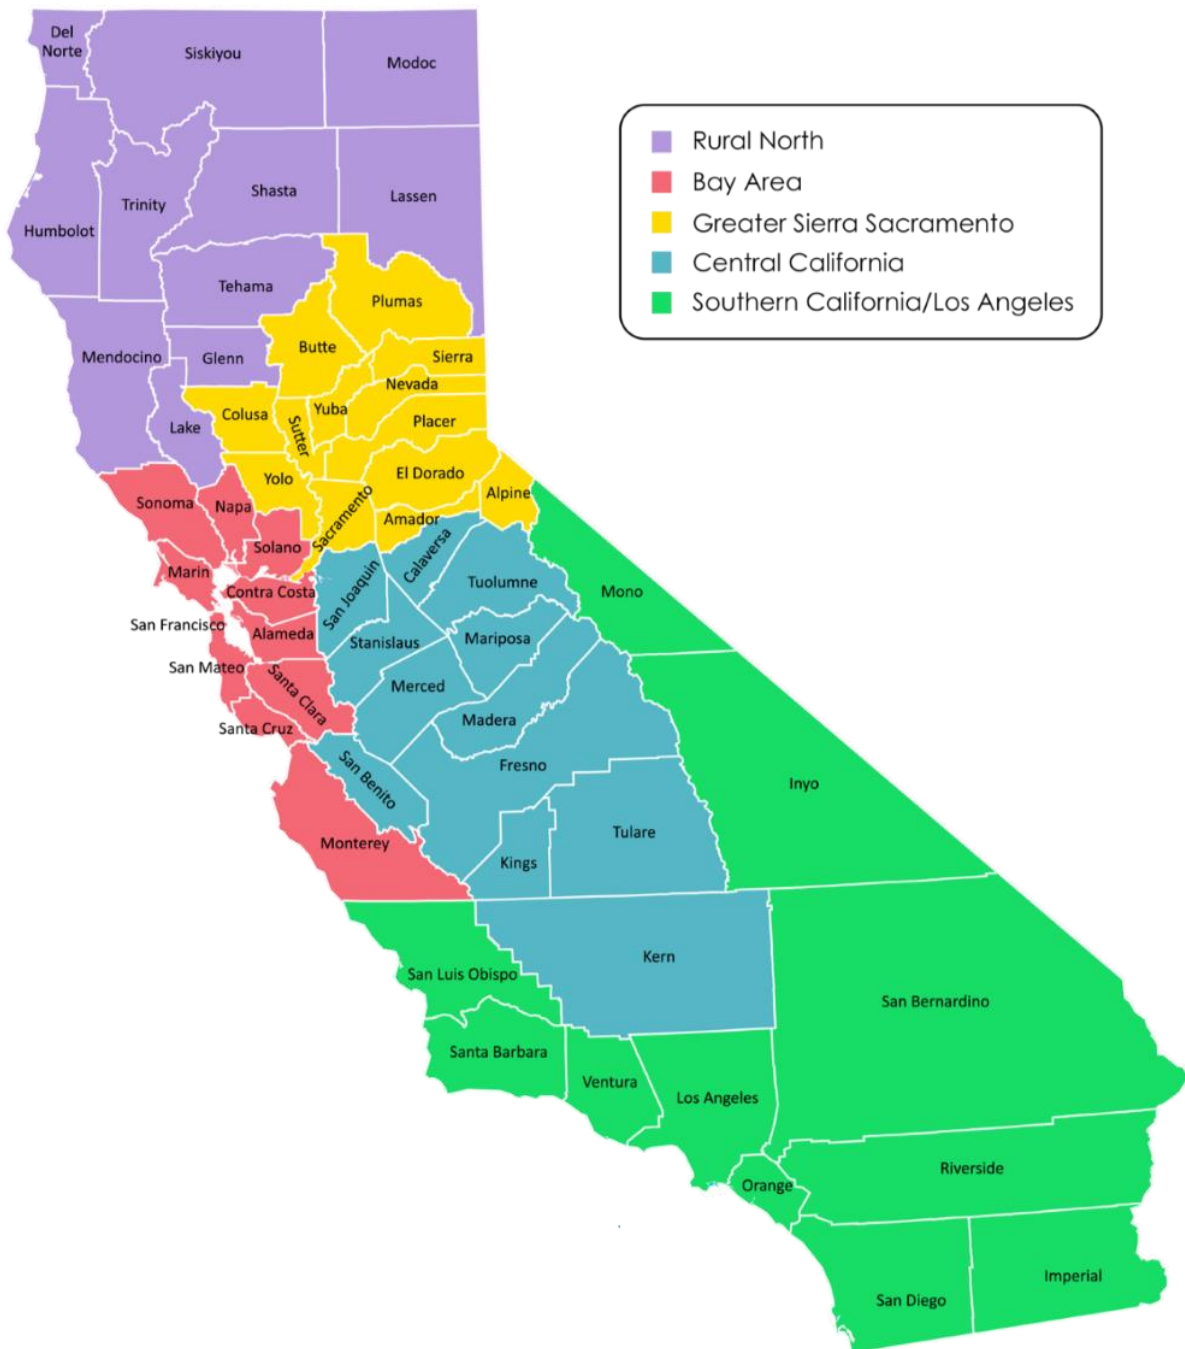 Del
Norte
Siskiyou
Modoc
Rural North
Bay Area
Greater Sierra Sacramento
Central California
Southern California/Los Angeles
Shasta
Lassen
Trinity
Humbolot
Tehama
Plumas
Butte
Sierra
Mendocino
Glenn
Nevada
Yuba
Colusa
Sutter
Placer
Lake
El Dorado
Yolo
Alpine
Sonoma
Napa
Sacramento
Amador
Solano
Calaversa
Marin
Tuolumne
Contra Costa
San Joaquin
Mono
San Francisco
Alameda
Stanislaus
Mariposa
San Mateo
Santa Clara
Merced
Madera
Santa Cruz
San Benito
Fresno
Inyo
Tulare
Monterey
Kings
Kern
San Luis Obispo
San Bernardino
Santa Barbara
Ventura
Los Angeles
Riverside
Orange
Imperial
San Diego